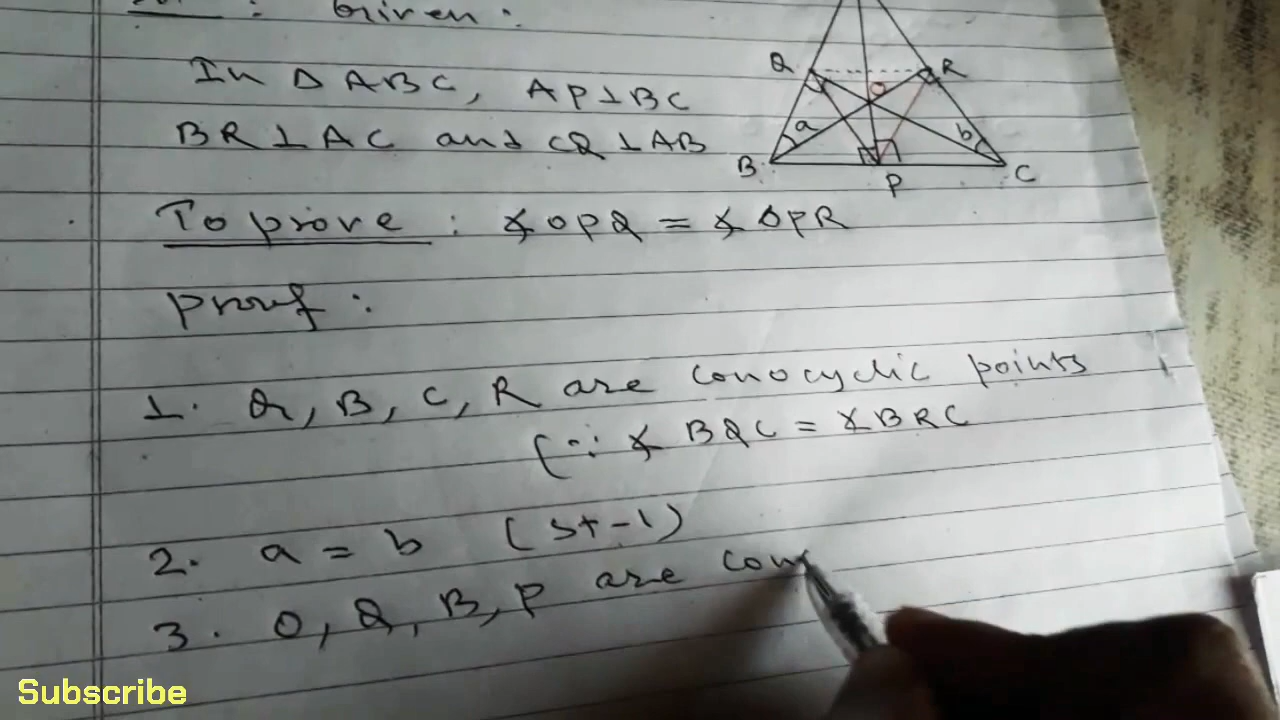 : Given :
In Δ ABC, AP⊥BC
BR⊥AC and CQ⊥AB
To prove : ∡OPQ = ∡OPR
Proof :
1. Q, B, C, R are conocyclic points
(∵ ∡BQC = ∡BRC
2. a = b (St-1)
3. O, Q, B, P are con
Q
R
O
a
b
B
P
C
Subscribe